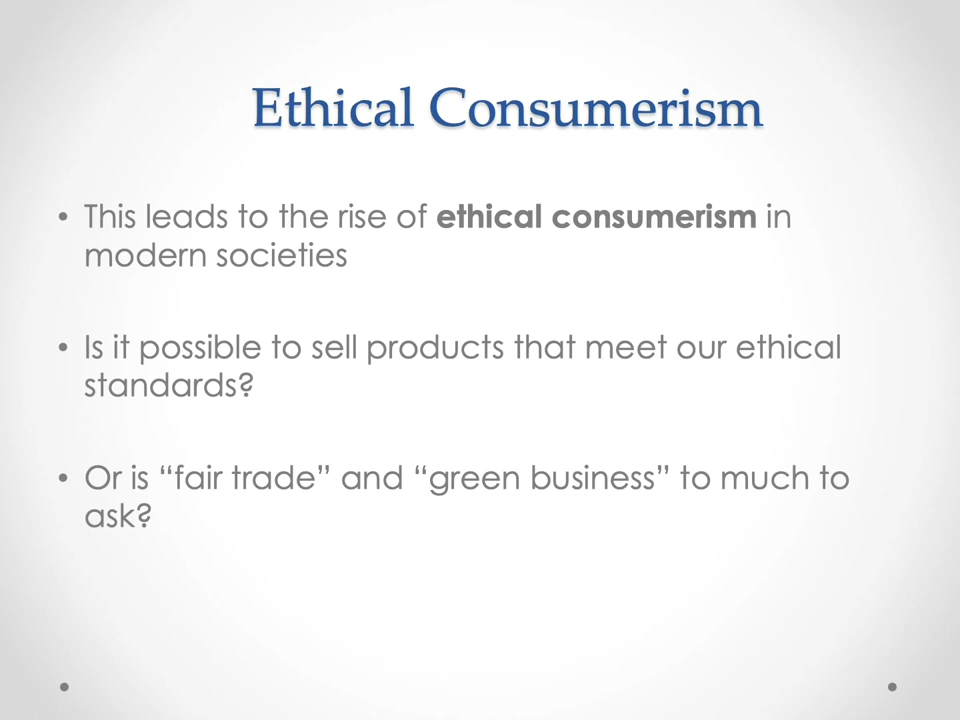 Ethical Consumerism
• This leads to the rise of ethical consumerism in
modern societies
• Is it possible to sell products that meet our ethical
standards?
• Or is “fair trade” and “green business” to much to
ask?